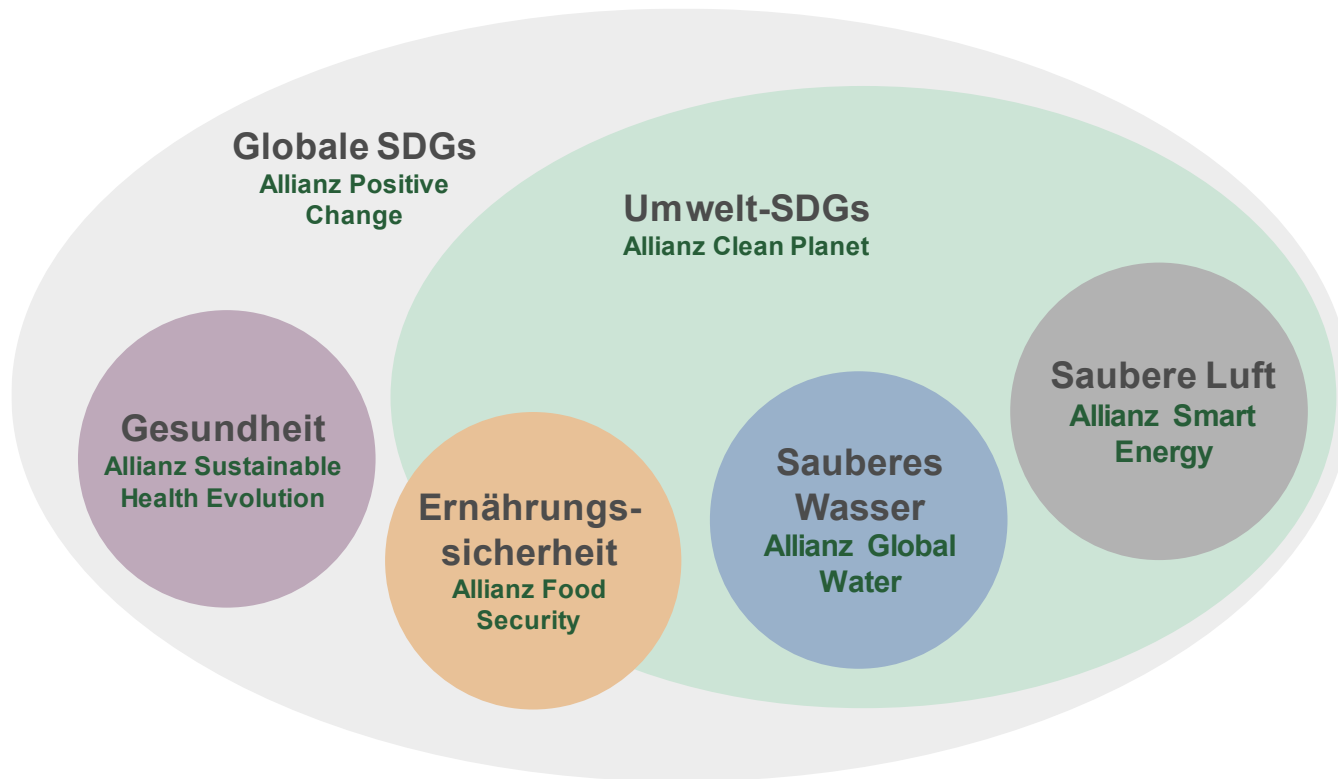 Globale SDGs
Allianz Positive
Change
Umwelt-SDGs
Allianz Clean Planet
Gesundheit
Allianz Sustainable
Health Evolution
Ernährungs-
sicherheit
Allianz Food
Security
Sauberes
Wasser
Allianz Global
Water
Saubere Luft
Allianz Smart
Energy